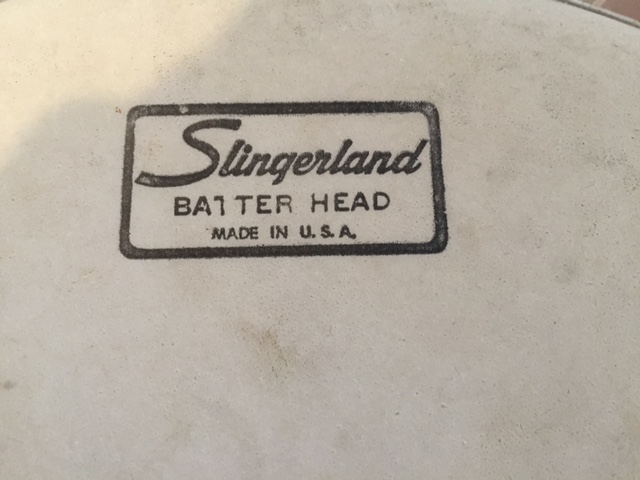 Slingerland
BATTER HEAD
MADE IN U.S.A.